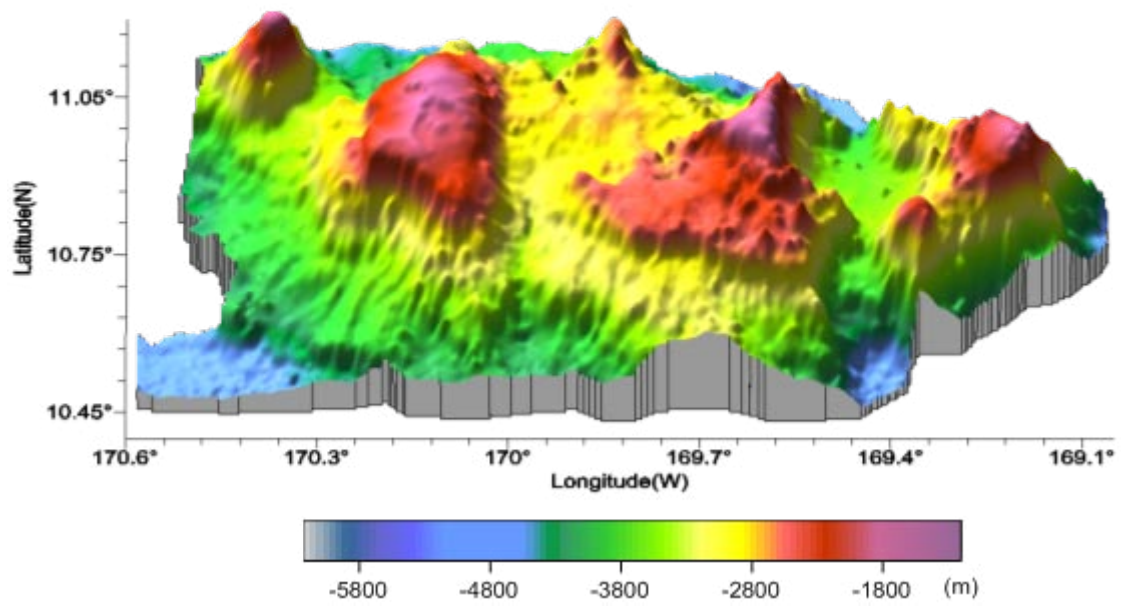 11.05°
Latitude(N)
10.75°
10.45°
170.6° 170.3° 170° 169.7° 169.4° 169.1°
Longitude(W)
-5800 -4800 -3800 -2800 -1800 (m)